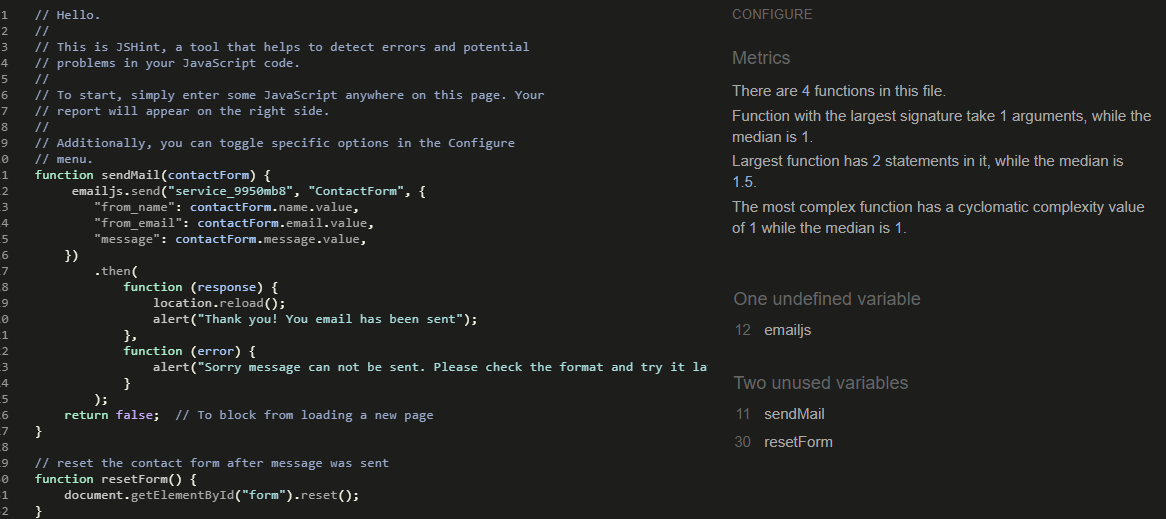 1 // Hello.
2 //
3 // This is JSHint, a tool that helps to detect errors and potential
4 // problems in your JavaScript code.
5 //
6 // To start, simply enter some JavaScript anywhere on this page. Your
7 // report will appear on the right side.
8 //
9 // Additionally, you can toggle specific options in the Configure
0 // menu.
1 function sendMail(contactForm) {
2 emailjs.send("service_9950mb8", "ContactForm", {
3 "from_name": contactForm.name.value,
4 "from_email": contactForm.email.value,
5 "message": contactForm.message.value,
6 })
7 .then(
8 function (response) {
9 location.reload();
0 alert("Thank you! You email has been sent");
1 },
2 function (error) {
3 alert("Sorry message can not be sent. Please check the format and try it la
4 }
5 );
6 return false;  // To block from loading a new page
7 }
8
9 // reset the contact form after message was sent
0 function resetForm() {
1 document.getElementById("form").reset();
2 }
CONFIGURE
Metrics
There are 4 functions in this file.
Function with the largest signature take 1 arguments, while the
median is 1.
Largest function has 2 statements in it, while the median is
1.5.
The most complex function has a cyclomatic complexity value
of 1 while the median is 1.
One undefined variable
12 emailjs
Two unused variables
11 sendMail
30 resetForm